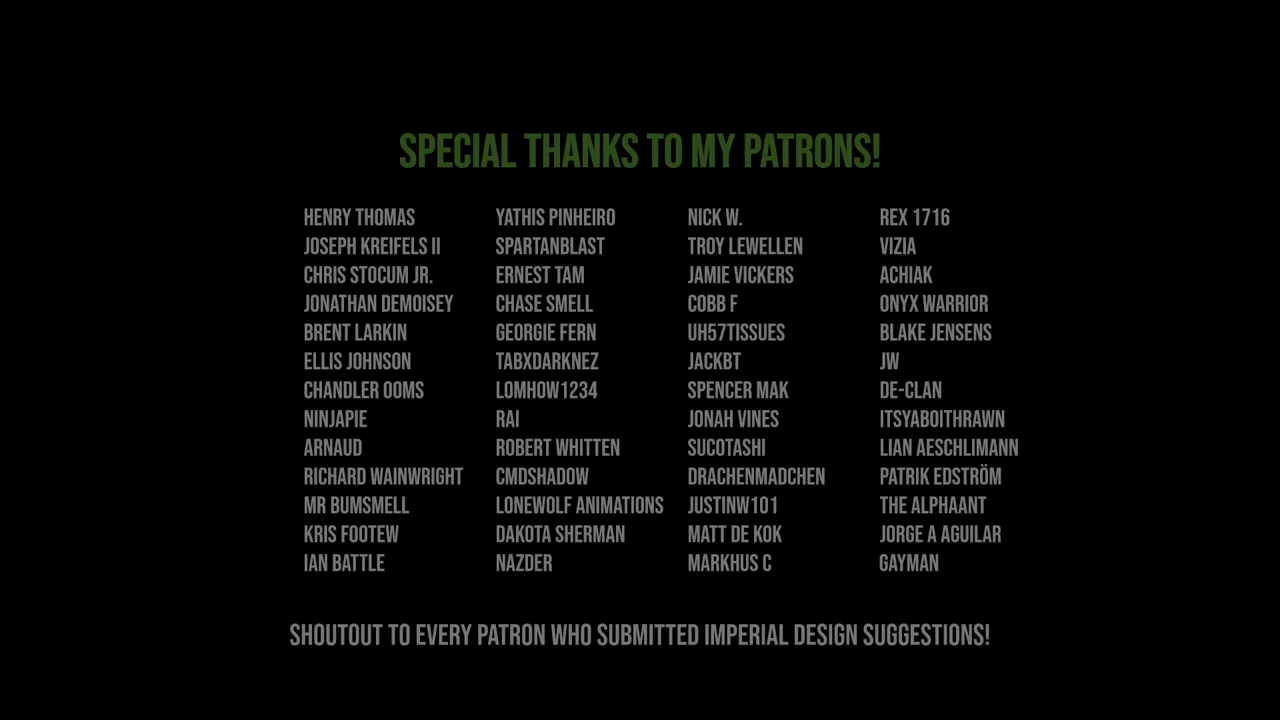 SPECIAL THANKS TO MY PATRONS!
HENRY THOMAS
JOSEPH KREIFELS II
CHRIS STOCUM JR.
JONATHAN DEMOISEY
BRENT LARKIN
ELLIS JOHNSON
CHANDLER OOMS
NINJAPIE
ARNAUD
RICHARD WAINWRIGHT
MR BUMSMELL
KRIS FOOTEW
IAN BATTLE
YATHIS PINHEIRO
SPARTANBLAST
ERNEST TAM
CHASE SMELL
GEORGIE FERN
TABXDARKNEZ
LOMHOW1234
RAI
ROBERT WHITTEN
CMDSHADOW
LONEWOLF ANIMATIONS
DAKOTA SHERMAN
NAZDER
NICK W.
TROY LEWELLEN
JAMIE VICKERS
COBB F
UH57TISSUES
JACKBT
SPENCER MAK
JONAH VINES
SUCOTASHI
DRACHENMADCHEN
JUSTINW101
MATT DE KOK
MARKHUS C
REX 1716
VIZIA
ACHIAK
ONYX WARRIOR
BLAKE JENSENS
JW
DE-CLAN
ITSYABOITHRAWN
LIAN AESCHLIMANN
PATRIK EDSTRÖM
THE ALPHAANT
JORGE A AGUILAR
GAYMAN
SHOUTOUT TO EVERY PATRON WHO SUBMITTED IMPERIAL DESIGN SUGGESTIONS!